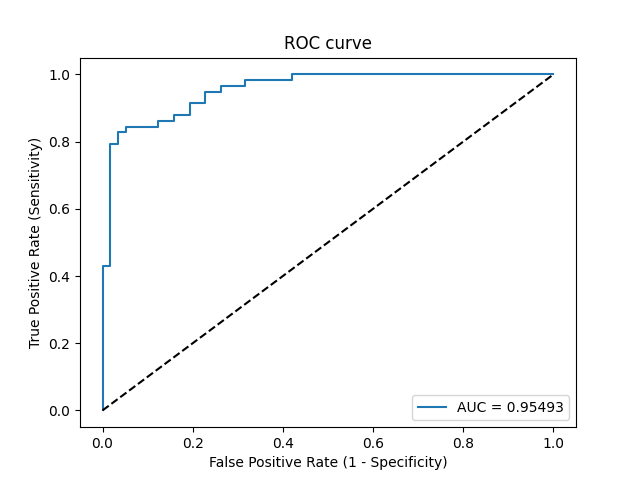 ROC curve
True Positive Rate (Sensitivity)
1.0
0.8
0.6
0.4
0.2
0.0
AUC = 0.95493
0.0 0.2 0.4 0.6 0.8 1.0
False Positive Rate (1 - Specificity)